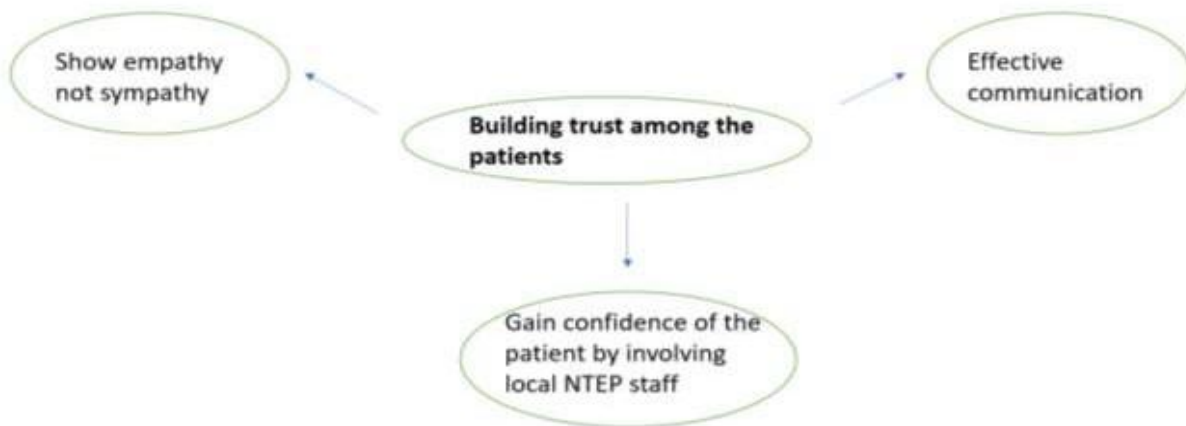 Show empathy
not sympathy
Effective
communication
Building trust among the
patients
Gain confidence of the
patient by involving
local NTEP staff